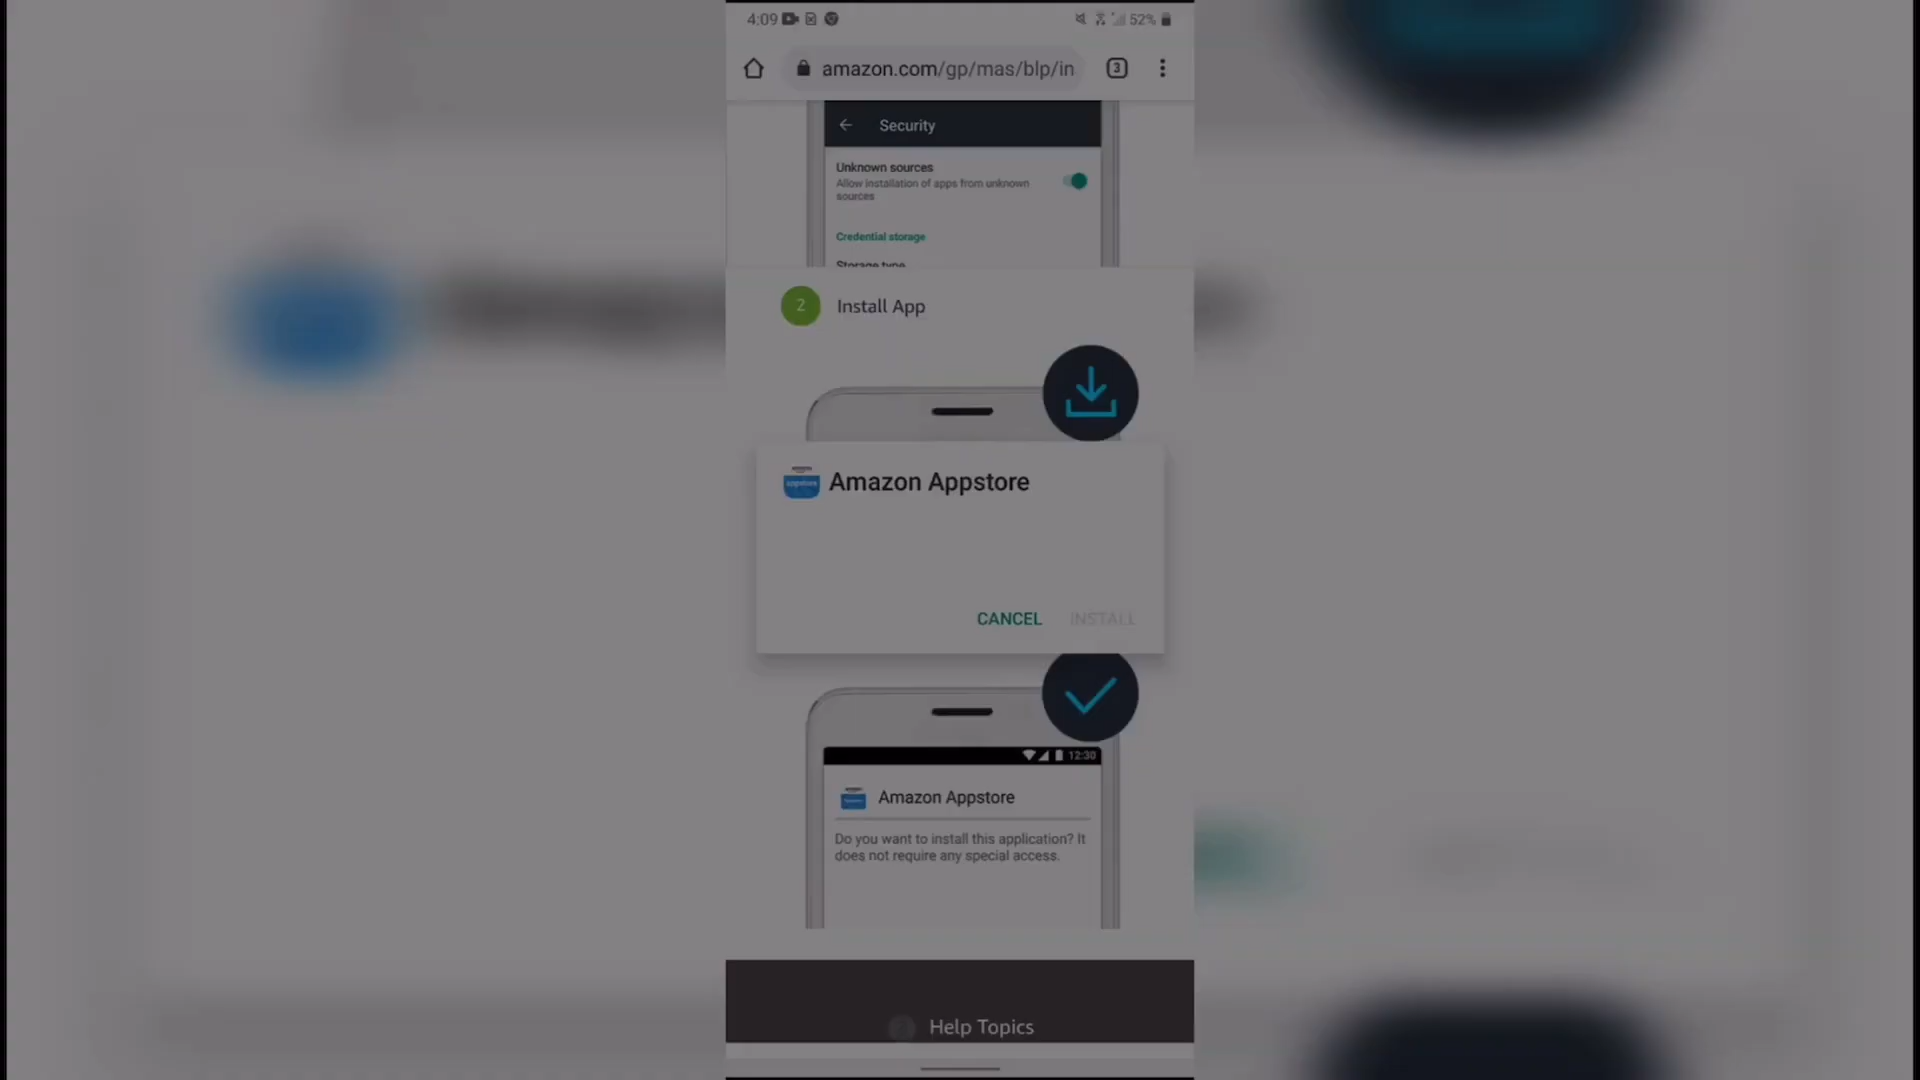 4:09
52%
amazon.com/gp/mas/blp/in
3
Security
Unknown sources
Allow installation of apps from unknown
sources
Credential storage
Storage type
2
Install App
Amazon Appstore
CANCEL
INSTALL
12:30
Amazon Appstore
Do you want to install this application? It
does not require any special access.
Help Topics